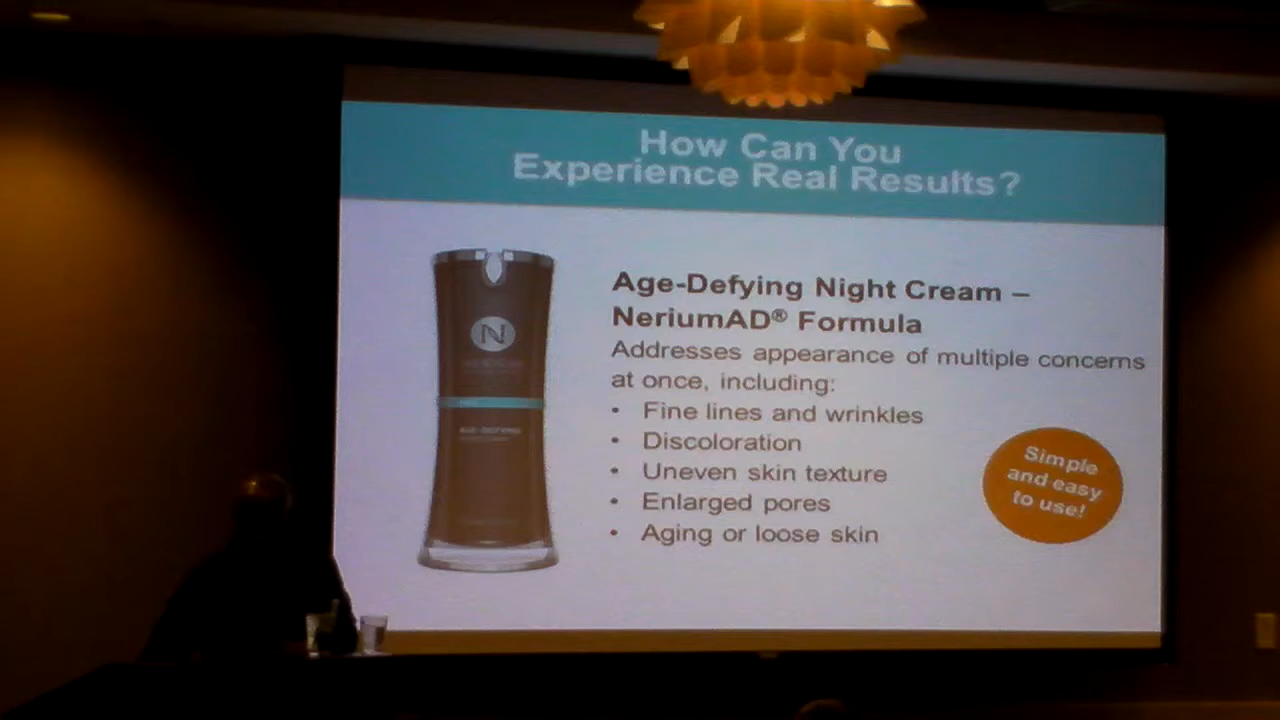 How Can You
Experience Real Results?
Age-Defying Night Cream –
NeriumAD® Formula
Addresses appearance of multiple concerns
at once, including:
• Fine lines and wrinkles
• Discoloration
• Uneven skin texture
• Enlarged pores
• Aging or loose skin
Simple
and easy
to use!
N
AGE-DEFYING